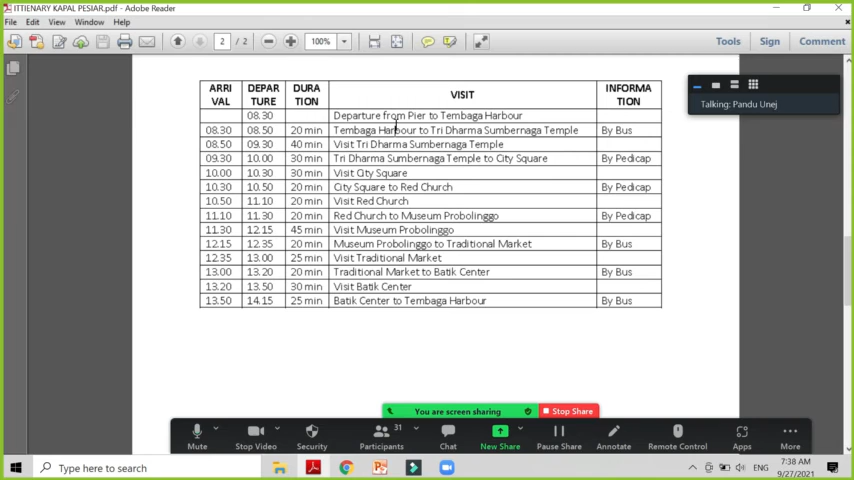 ITTIENARY KAPAL PESIAR.pdf - Adobe Reader
File Edit View Window Help
2 / 2 100% Tools Sign Comment
ARRI VAL DEPAR TURE DURA TION VISIT INFORMA TION
08.30 Departure from Pier to Tembaga Harbour
08.30 08.50 20 min Tembaga Harbour to Tri Dharma Sumbernaga Temple By Bus
08.50 09.30 40 min Visit Tri Dharma Sumbernaga Temple
09.30 10.00 30 min Tri Dharma Sumbernaga Temple to City Square By Pedicap
10.00 10.30 30 min Visit City Square
10.30 10.50 20 min City Square to Red Church By Pedicap
10.50 11.10 20 min Visit Red Church
11.10 11.30 20 min Red Church to Museum Probolinggo By Pedicap
11.30 12.15 45 min Visit Museum Probolinggo
12.15 12.35 20 min Museum Probolinggo to Traditional Market By Bus
12.35 13.00 25 min Visit Traditional Market
13.00 13.20 20 min Traditional Market to Batik Center By Bus
13.20 13.50 30 min Visit Batik Center
13.50 14.15 25 min Batik Center to Tembaga Harbour By Bus
Talking: Pandu Unej
You are screen sharing Stop Share
31
Mute Stop Video Security Participants Chat New Share Pause Share Annotate Remote Control Apps More
Type here to search ENG 7:38 AM
9/27/2021